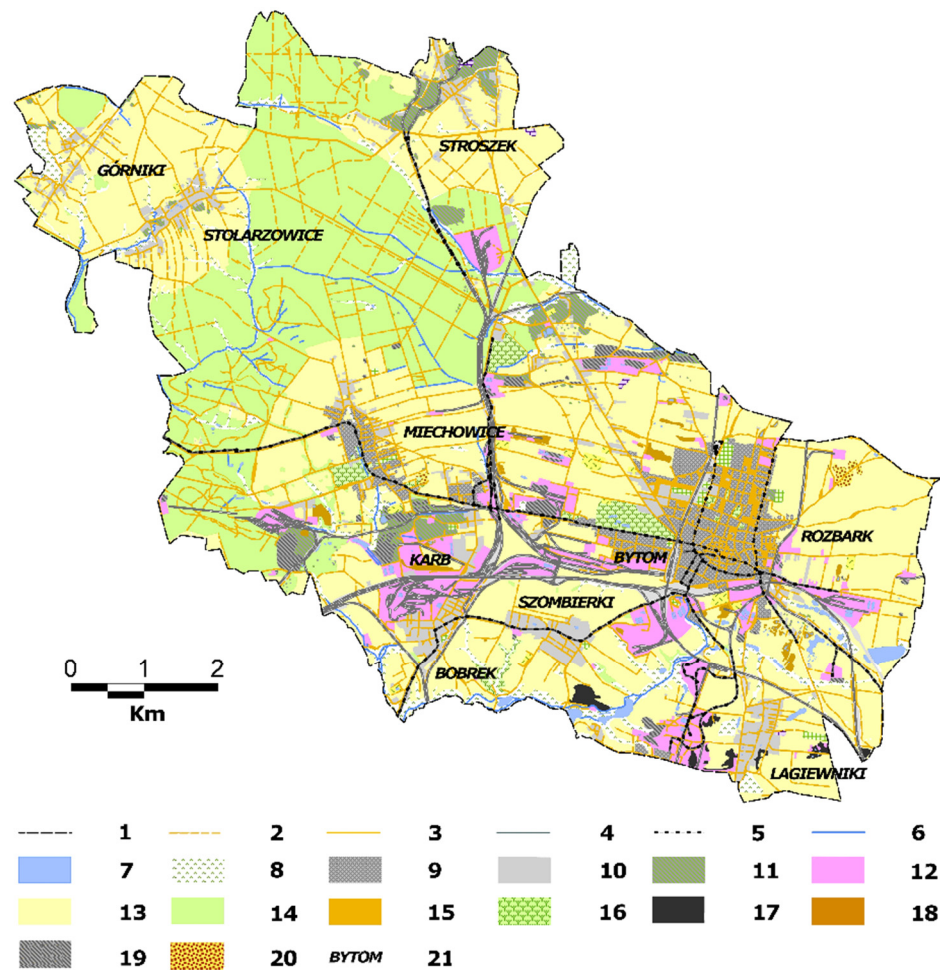 STROSZEK
GÓRNIKI
STOLARZOWICE
MIECHOWICE
ROZBARK
KARB
BYTOM
SZOMBIERKI
BOBREK
LAGIEWNIKI
0 1 2
Km
1 2 3 4 5 6
7 8 9 10 11 12
13 14 15 16 17 18
19 20 BYTOM 21